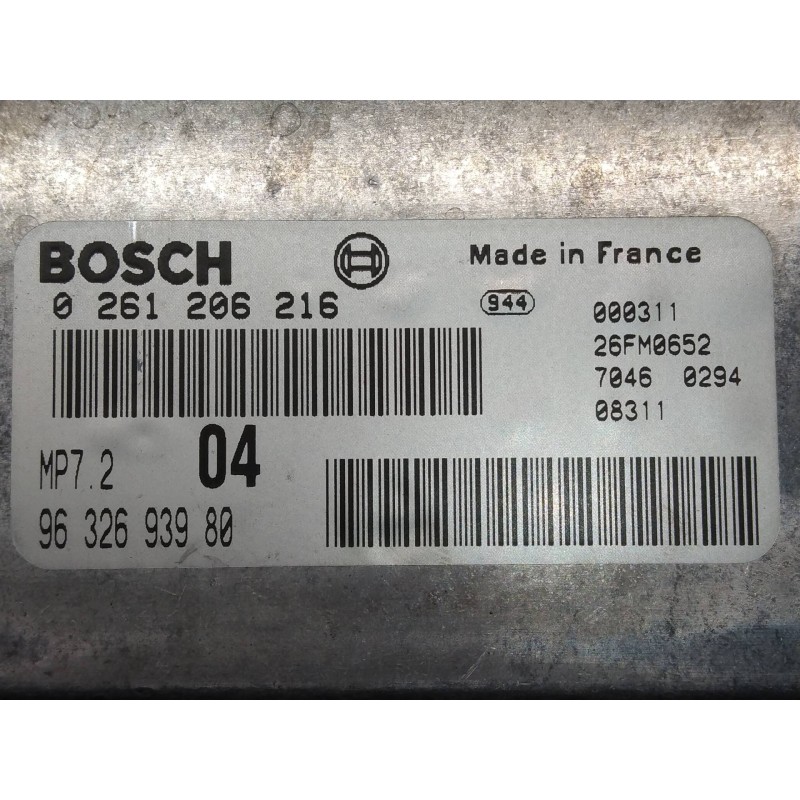 BOSCH
Made in France
0 261 206 216
944
000311
26FM0652
7046 0294
08311
MP7.2
04
96 326 939 80